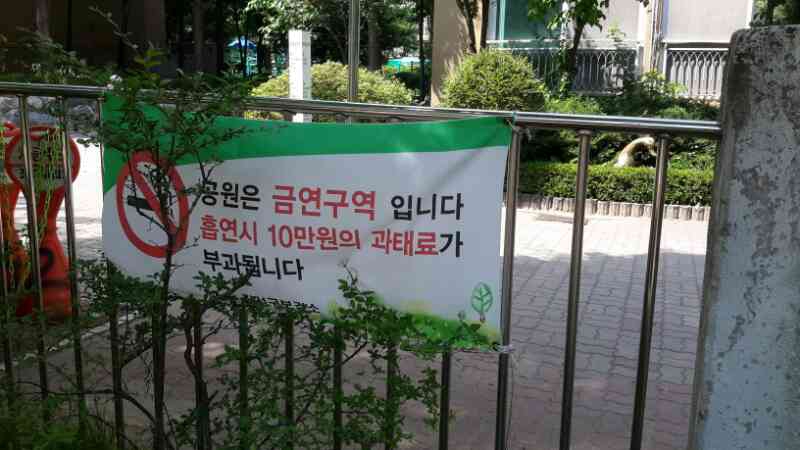 공원은 금연구역 입니다
흡연시 10만원의 과태료가
부과됩니다